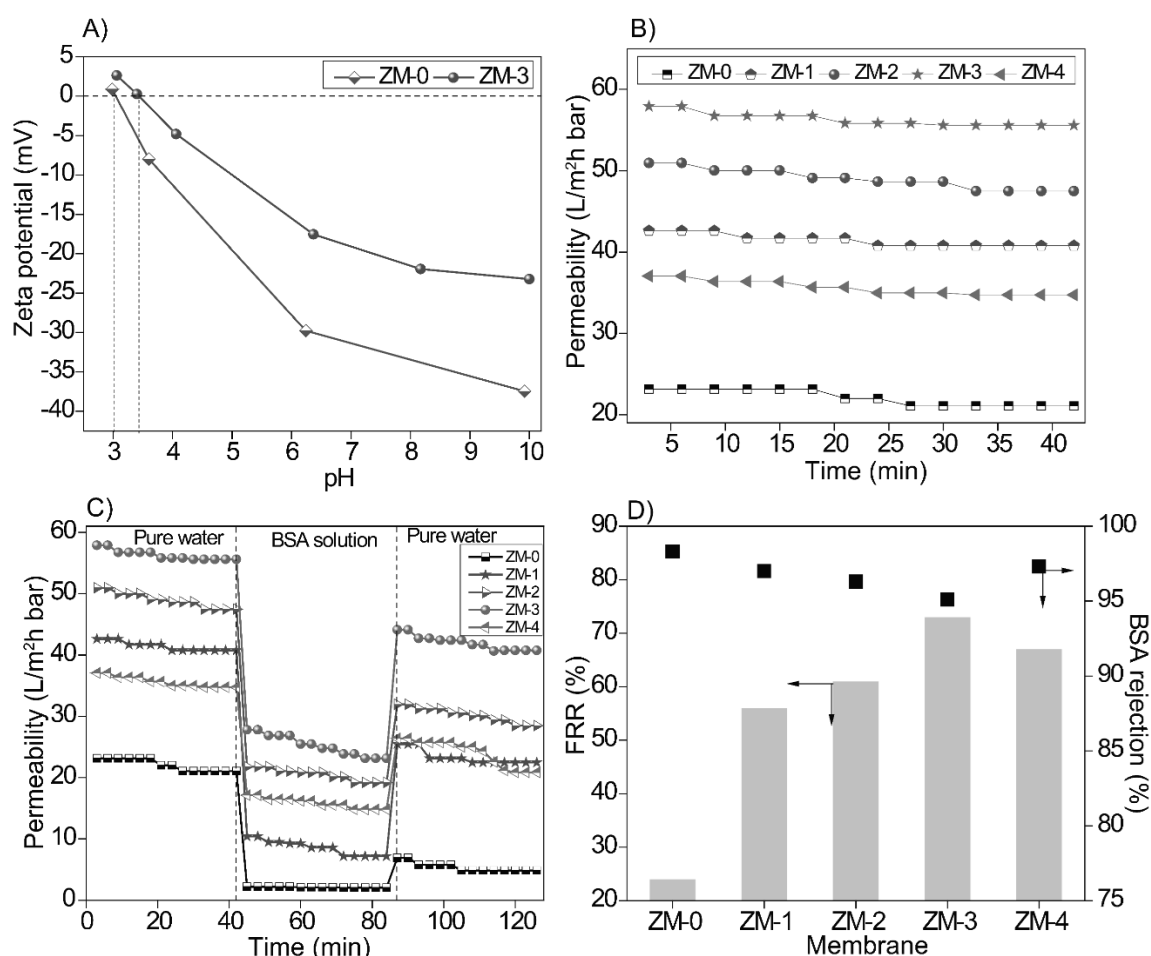 A)
ZM-0 ZM-3
5
0
-5
-10
-15
-20
-25
-30
-35
-40
Zeta potential (mV)
3 4 5 6 7 8 9 10
pH
B)
ZM-0 ZM-1 ZM-2 ZM-3 ZM-4
60
50
40
30
20
Permeability (L/m²h bar)
5 10 15 20 25 30 35 40
Time (min)
C)
Pure water BSA solution Pure water
ZM-0
ZM-1
ZM-2
ZM-3
ZM-4
60
50
40
30
20
10
0
Permeability (L/m²h bar)
0 20 40 60 80 100 120
Time (min)
D)
90
80
70
60
50
40
30
20
FRR (%)
100
95
90
85
80
75
BSA rejection (%)
ZM-0 ZM-1 ZM-2 ZM-3 ZM-4
Membrane